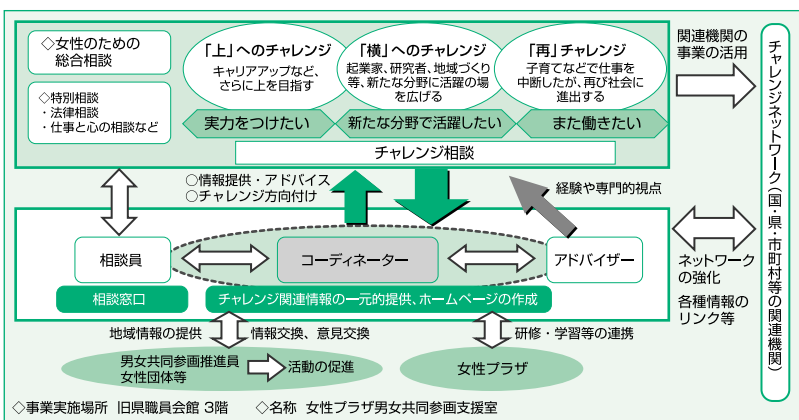 ◇女性のための
総合相談
◇特別相談
・法律相談
・仕事と心の相談など
「上」へのチャレンジ
キャリアアップなど、
さらに上を目指す
「横」へのチャレンジ
起業家、研究者、地域づくり
等、新たな分野に活躍の場
を広げる
「再」チャレンジ
子育てなどで仕事を
中断したが、再び社会に
進出する
実力をつけたい
新たな分野で活躍したい
また働きたい
チャレンジ相談
関連機関の
事業の活用
チャレンジネットワーク(国・県・市町村等の関連機関)
○情報提供・アドバイス
○チャレンジ方向付け
経験や専門的視点
相談員
コーディネーター
アドバイザー
相談窓口
チャレンジ関連情報の一元的提供、ホームページの作成
ネットワーク
の強化
各種情報の
リンク等
地域情報の提供
情報交換、意見交換
研修・学習等の連携
男女共同参画推進員
女性団体等
活動の促進
女性プラザ
◇事業実施場所 旧県職員会館 3階
◇名称 女性プラザ男女共同参画支援室